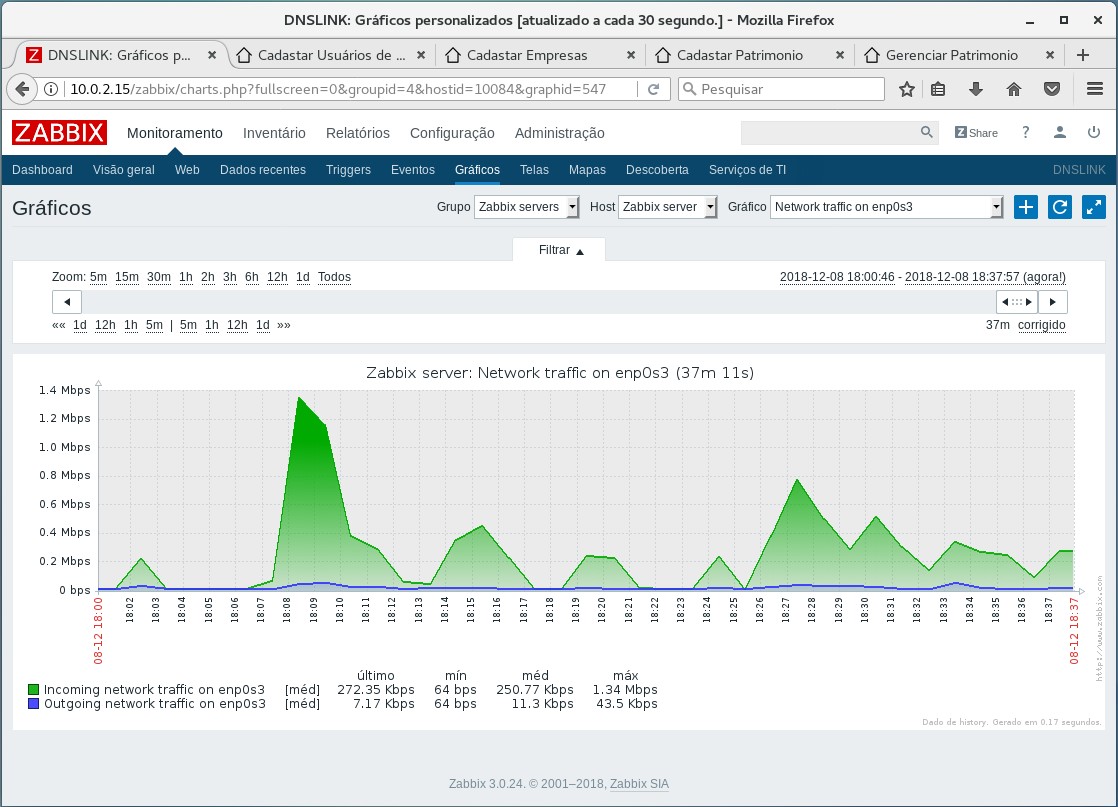 DNSLINK: Gráficos personalizados [atualizado a cada 30 segundo.] - Mozilla Firefox
Z DNSLINK: Gráficos p... Cadastar Usuários de ... Cadastar Empresas Cadastar Patrimonio Gerenciar Patrimonio
10.0.2.15/zabbix/charts.php?fullscreen=0&groupid=4&hostid=10084&graphid=547 Pesquisar
ZABBIX Monitoramento Inventário Relatórios Configuração Administração Z Share ?
Dashboard Visão geral Web Dados recentes Triggers Eventos Gráficos Telas Mapas Descoberta Serviços de TI DNSLINK
Gráficos Grupo Zabbix servers Host Zabbix server Gráfico Network traffic on enp0s3
Filtrar
Zoom: 5m 15m 30m 1h 2h 3h 6h 12h 1d Todos 2018-12-08 18:00:46 - 2018-12-08 18:37:57 (agora!)
«« 1d 12h 1h 5m | 5m 1h 12h 1d »» 37m corrigido
Zabbix server: Network traffic on enp0s3 (37m 11s)
1.4 Mbps
1.2 Mbps
1.0 Mbps
0.8 Mbps
0.6 Mbps
0.4 Mbps
0.2 Mbps
0 bps
08-12 18:00 18:02 18:03 18:04 18:05 18:06 18:07 18:08 18:09 18:10 18:11 18:12 18:13 18:14 18:15 18:16 18:17 18:18 18:19 18:20 18:21 18:22 18:23 18:24 18:25 18:26 18:27 18:28 18:29 18:30 18:31 18:32 18:33 18:34 18:35 18:36 18:37 08-12 18:37
http://www.zabbix.com
último mín méd máx
Incoming network traffic on enp0s3 [méd] 272.35 Kbps 64 bps 250.77 Kbps 1.34 Mbps
Outgoing network traffic on enp0s3 [méd] 7.17 Kbps 64 bps 11.3 Kbps 43.5 Kbps
Dado de history. Gerado em 0.17 segundos.
Zabbix 3.0.24. © 2001–2018, Zabbix SIA